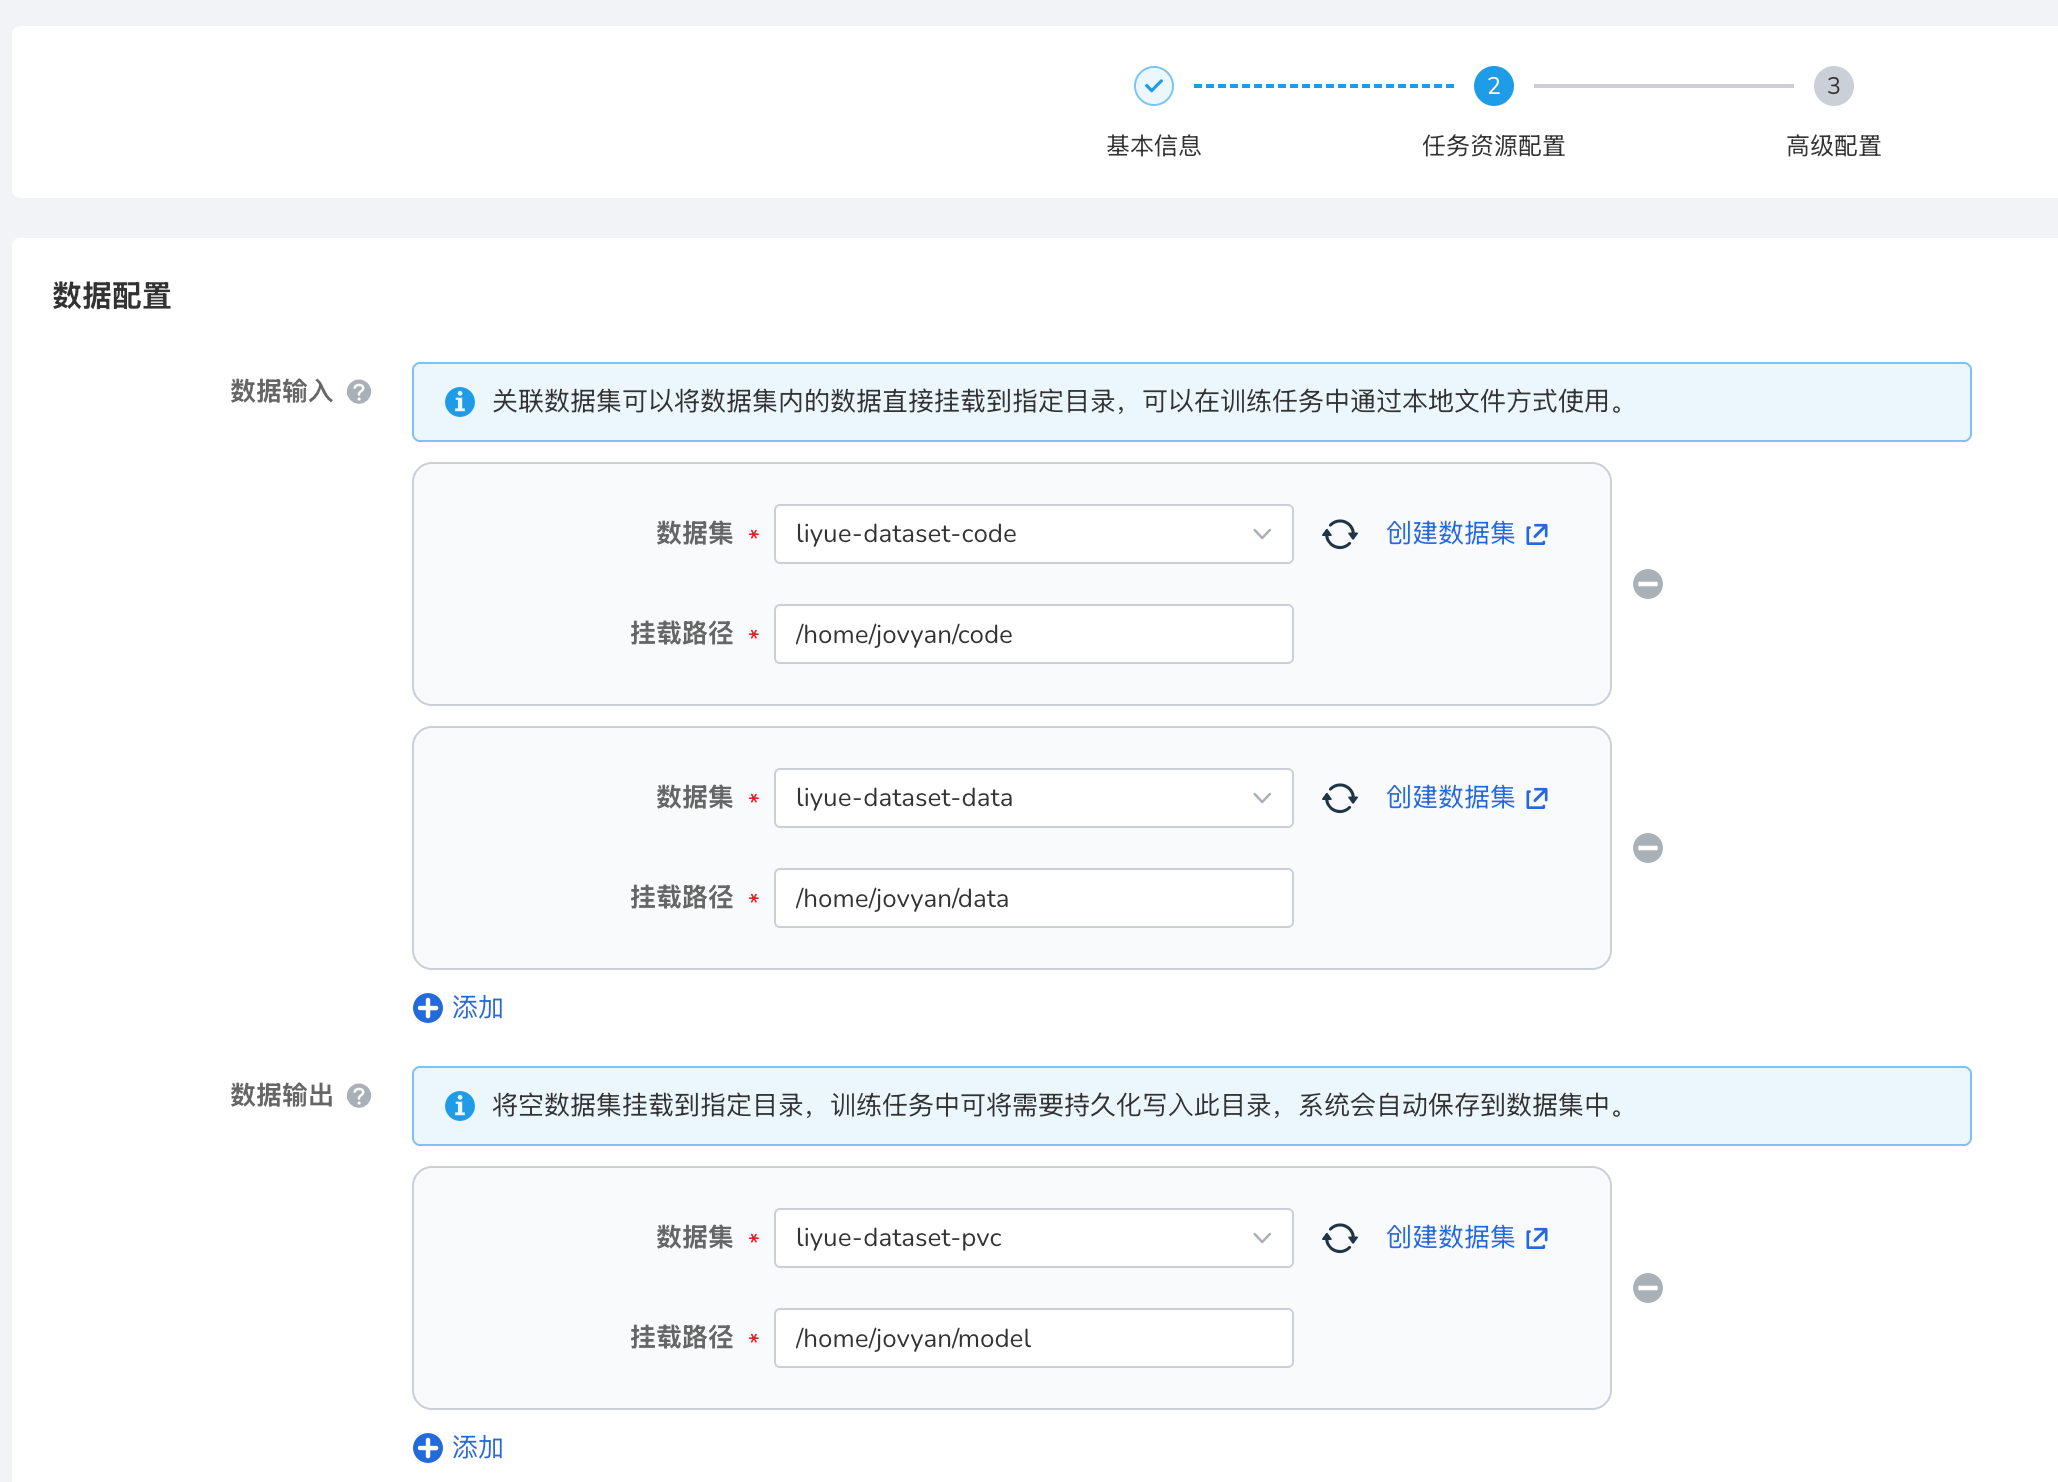 2
3
基本信息
任务资源配置
高级配置
数据配置
数据输入
关联数据集可以将数据集内的数据直接挂载到指定目录，可以在训练任务中通过本地文件方式使用。
数据集 * liyue-dataset-code 创建数据集
挂载路径 * /home/jovyan/code
数据集 * liyue-dataset-data 创建数据集
挂载路径 * /home/jovyan/data
添加
数据输出
将空数据集挂载到指定目录，训练任务中可将需要持久化写入此目录，系统会自动保存到数据集中。
数据集 * liyue-dataset-pvc 创建数据集
挂载路径 * /home/jovyan/model
添加